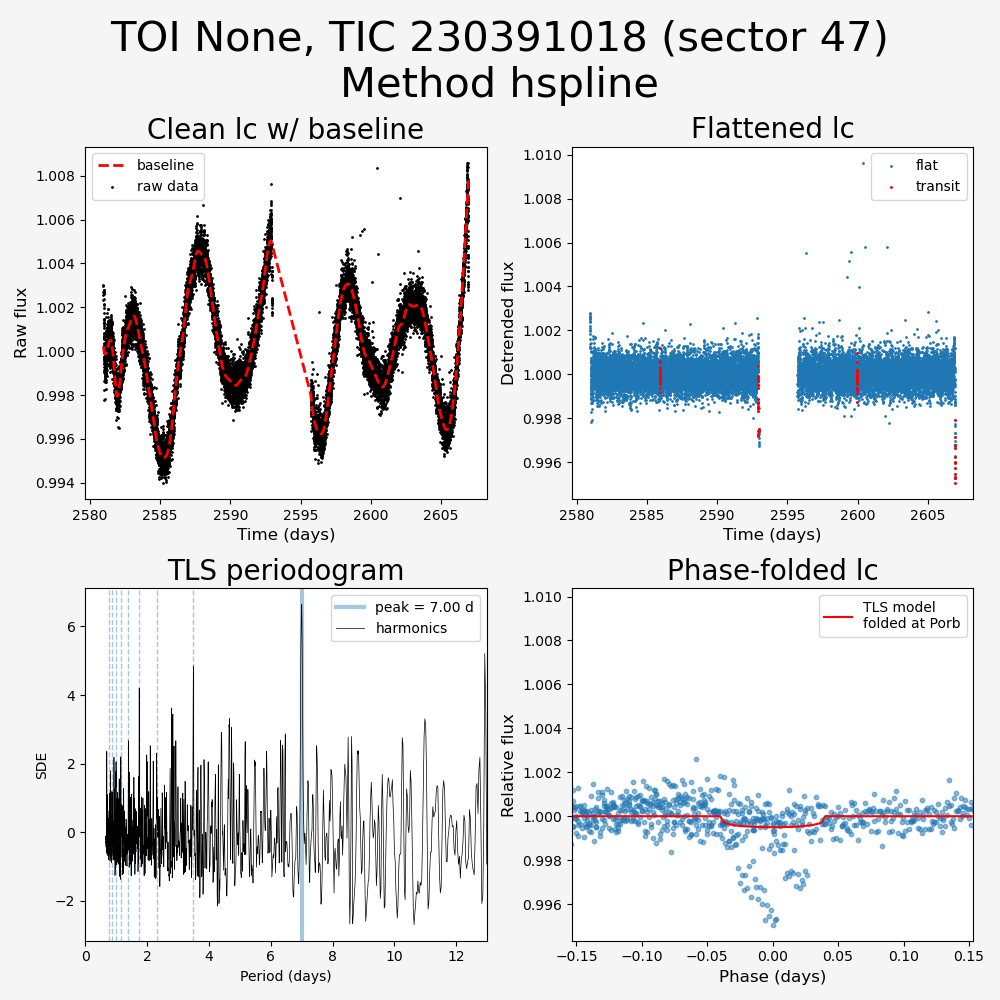 TOI None, TIC 230391018 (sector 47)
Method hspline
Clean lc w/ baseline
Raw flux
1.008
1.006
1.004
1.002
1.000
0.998
0.996
0.994
baseline
raw data
2580
2585
2590
2595
2600
2605
Time (days)
Flattened lc
Detrended flux
1.010
1.008
1.006
1.004
1.002
1.000
0.998
0.996
flat
transit
2580
2585
2590
2595
2600
2605
Time (days)
TLS periodogram
SDE
6
4
2
0
−2
peak = 7.00 d
harmonics
0
2
4
6
8
10
12
Period (days)
Phase-folded lc
Relative flux
1.010
1.008
1.006
1.004
1.002
1.000
0.998
0.996
TLS model
folded at Porb
−0.15
−0.10
−0.05
0.00
0.05
0.10
0.15
Phase (days)